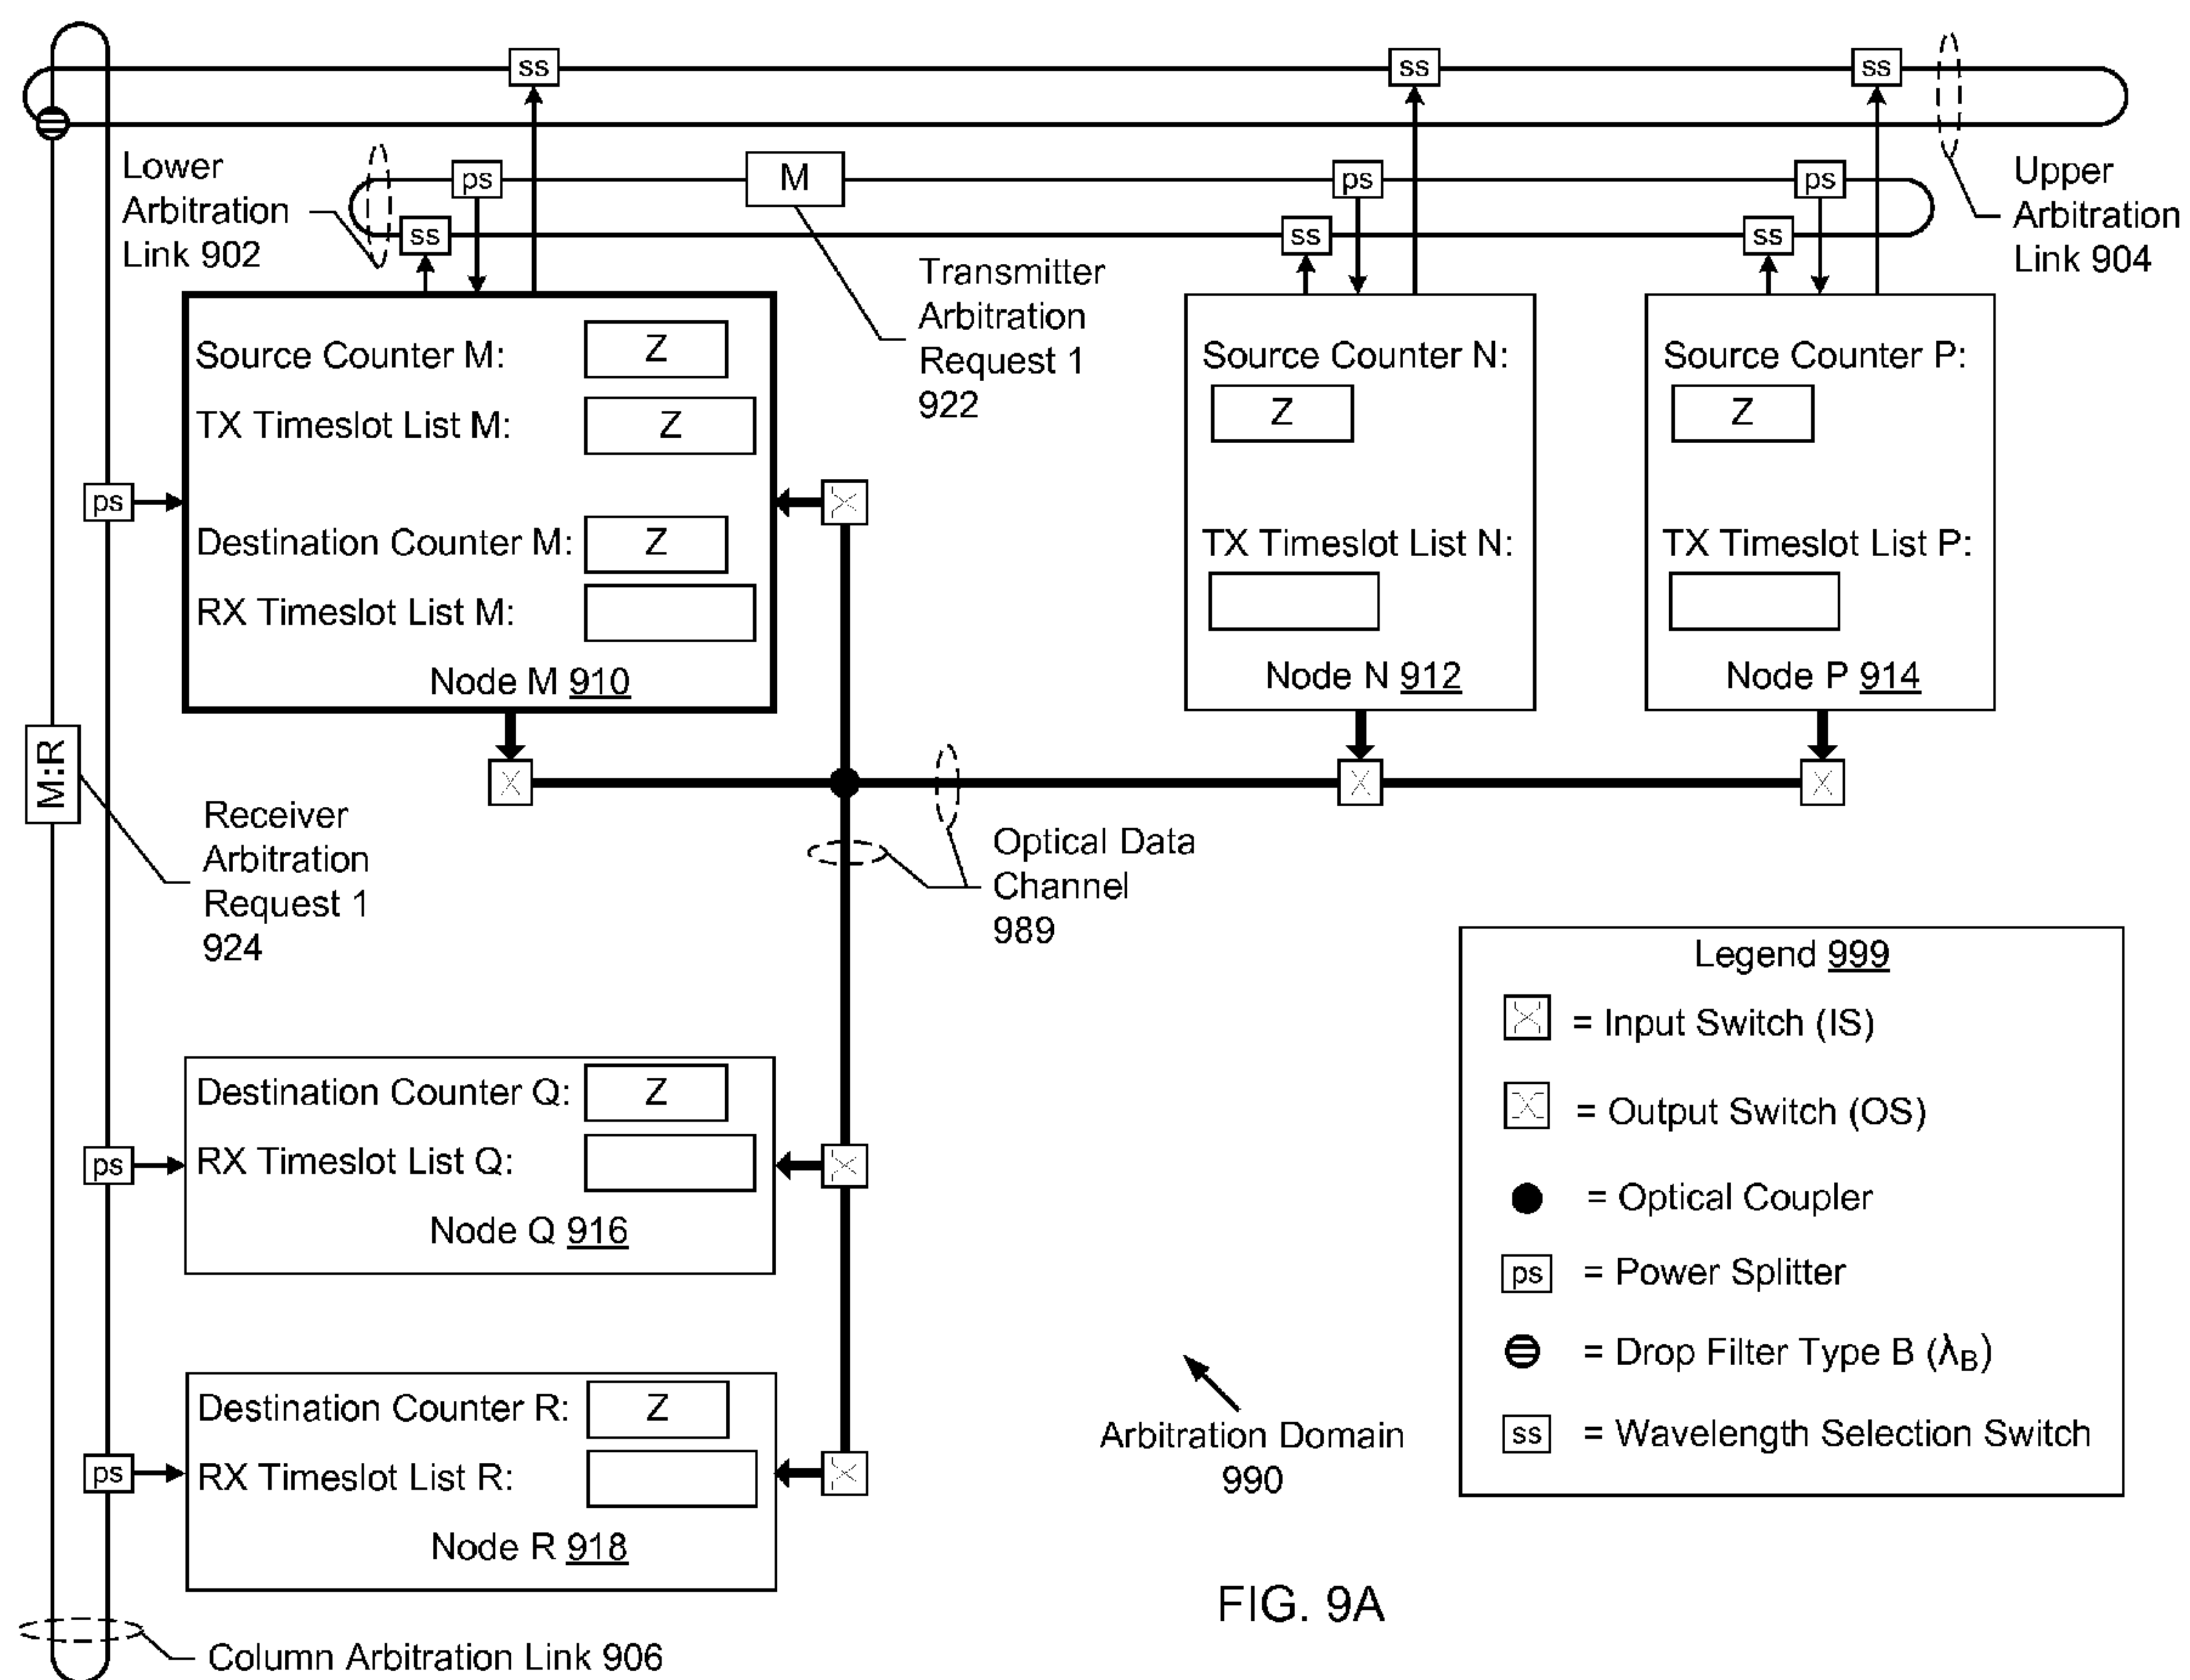 ss
ss
ss
Lower
Arbitration
Link 902
ps
M
ps
ps
ss
ss
ss
Upper
Arbitration
Link 904
Transmitter
Arbitration
Request 1
922
Source Counter M:
Z
TX Timeslot List M:
Z
Destination Counter M:
Z
RX Timeslot List M:
Node M 910
ps
Source Counter N:
Z
TX Timeslot List N:
Node N 912
Source Counter P:
Z
TX Timeslot List P:
Node P 914
M:R
Receiver
Arbitration
Request 1
924
Optical Data
Channel
989
ps
Destination Counter Q:
Z
RX Timeslot List Q:
Node Q 916
ps
Destination Counter R:
Z
RX Timeslot List R:
Node R 918
Legend 999
= Input Switch (IS)
= Output Switch (OS)
= Optical Coupler
ps = Power Splitter
= Drop Filter Type B (λB)
ss = Wavelength Selection Switch
Arbitration Domain
990
FIG. 9A
Column Arbitration Link 906